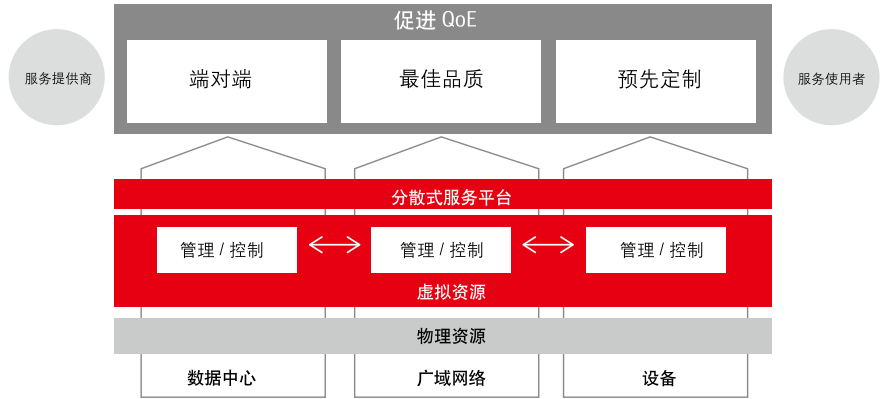 促进 QoE
服务提供商
端对端
最佳品质
预先定制
服务使用者
分散式服务平台
管理 / 控制
管理 / 控制
管理 / 控制
虚拟资源
物理资源
数据中心
广域网络
设备